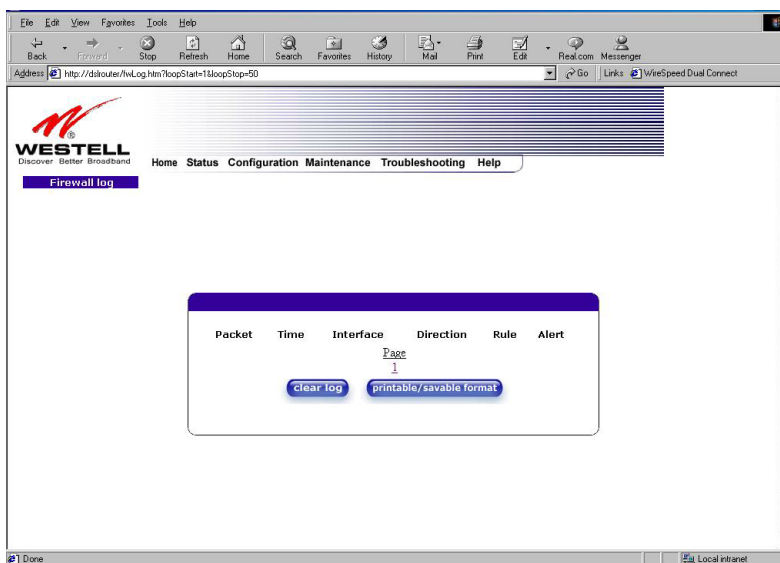 File Edit View Favorites Tools Help
Back Forward Stop Refresh Home Search Favorites History Mail Print Edit Real.com Messenger
Address http://dslrouter/fwLog.htm?loopStart=1&loopStop=50 Go Links WireSpeed Dual Connect
®
WESTELL
Discover Better Broadband
Home Status Configuration Maintenance Troubleshooting Help
Firewall log
Packet Time Interface Direction Rule Alert
Page
1
clear log printable/savable format
Done Local intranet